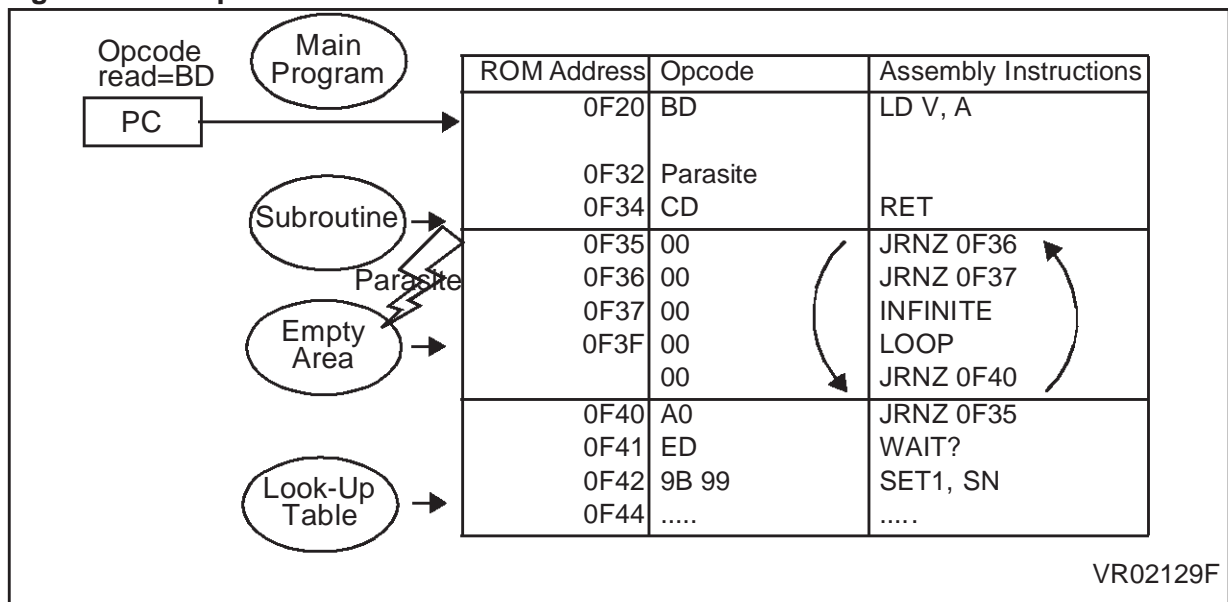 Opcode
read=BD
Main
Program
PC
Subroutine
Parasite
Empty
Area
Look-Up
Table
ROM Address Opcode Assembly Instructions
0F20 BD LD V, A
0F32 Parasite
0F34 CD RET
0F35 00 JRNZ 0F36
0F36 00 JRNZ 0F37
0F37 00 INFINITE
0F3F 00 LOOP
00 JRNZ 0F40
0F40 A0 JRNZ 0F35
0F41 ED WAIT?
0F42 9B 99 SET1, SN
0F44 ..... .....
VR02129F